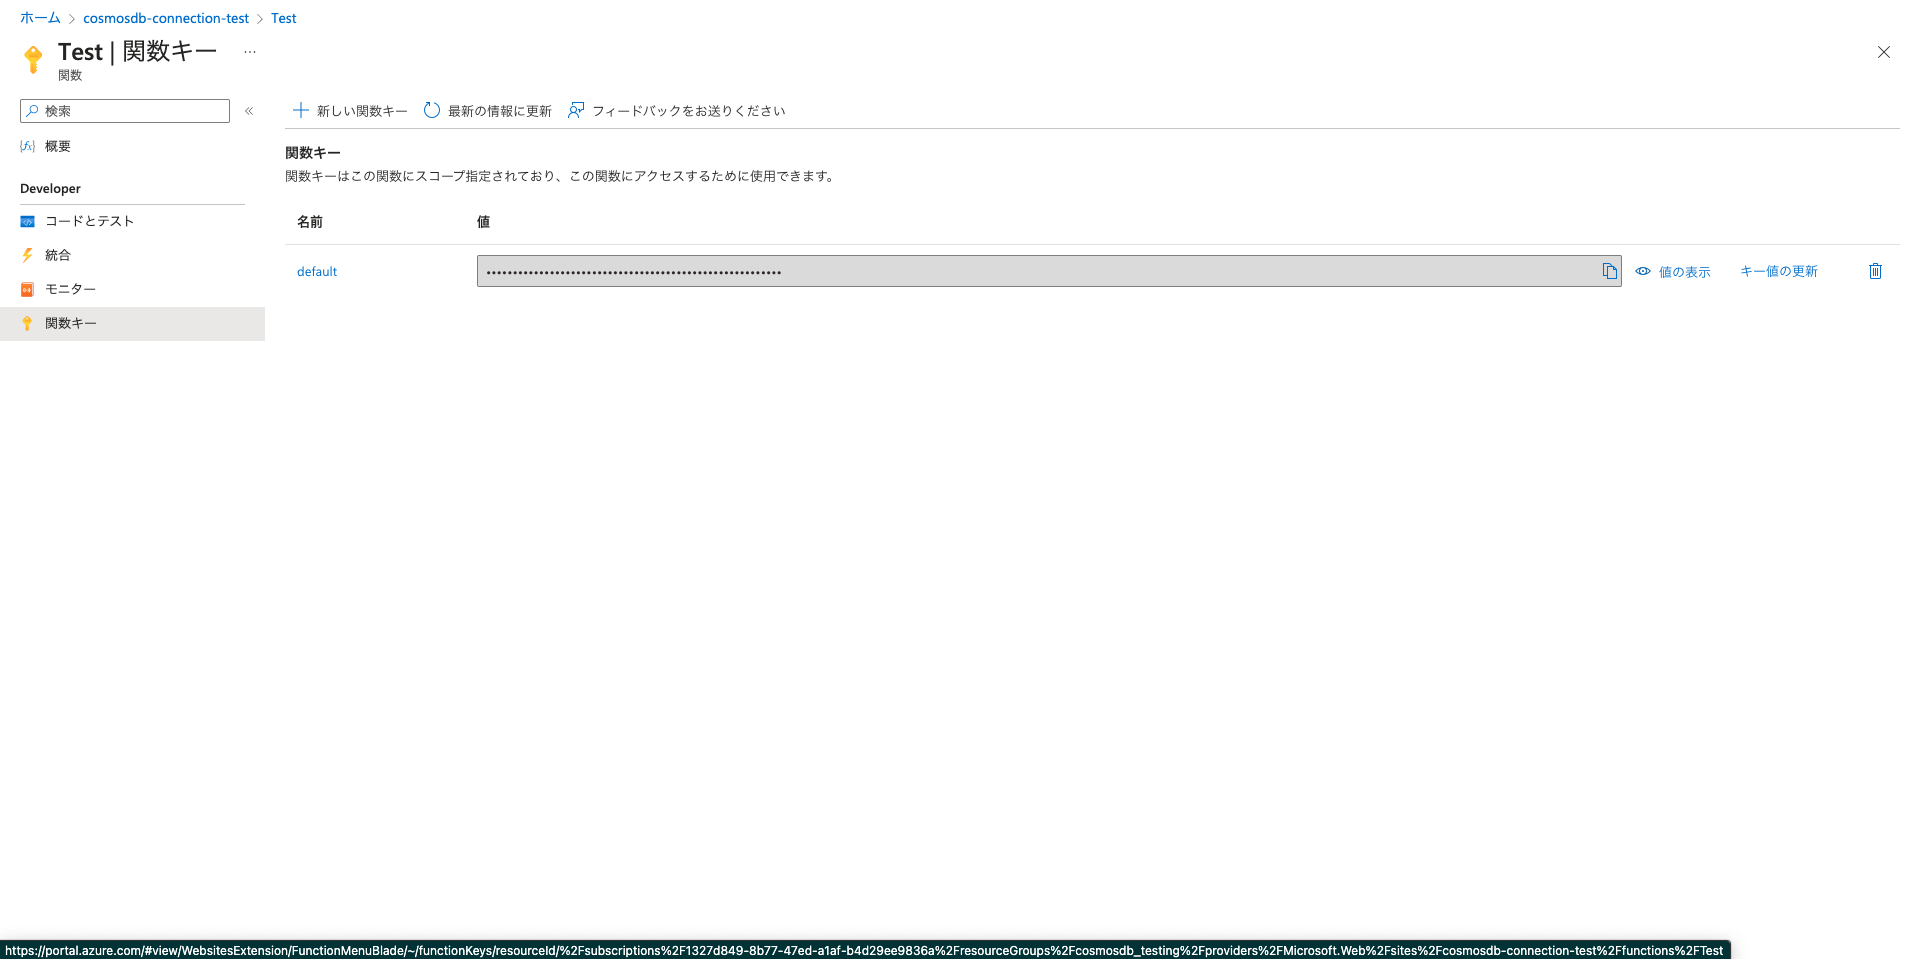 ホーム > cosmosdb-connection-test > Test
Test | 関数キー ...
関数
検索 «
概要
Developer
コードとテスト
統合
モニター
関数キー
新しい関数キー 最新の情報に更新 フィードバックをお送りください
関数キー
関数キーはこの関数にスコープ指定されており、この関数にアクセスするために使用できます。
名前 値
default •••••••••••••••••••••••••••••••••••••••••••••••••••••••• 値の表示 キー値の更新
https://portal.azure.com/#view/WebsitesExtension/FunctionMenuBlade/~/functionKeys/resourceId/%2Fsubscriptions%2F1327d849-8b77-47ed-a1af-b4d29ee9836a%2FresourceGroups%2Fcosmosdb_testing%2Fproviders%2FMicrosoft.Web%2Fsites%2Fcosmosdb-connection-test%2Ffunctions%2FTest